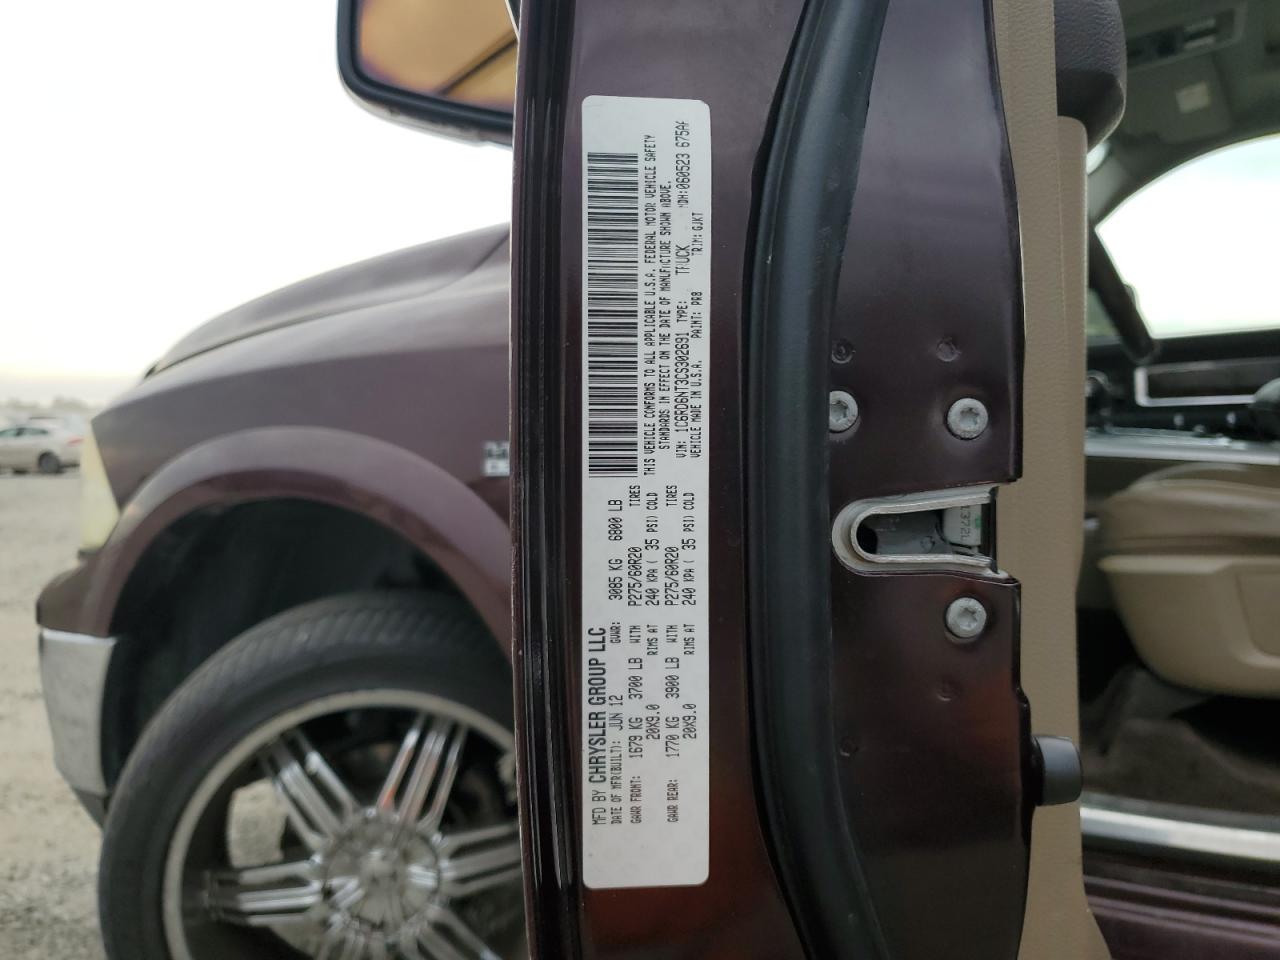 MFD BY CHRYSLER GROUP LLC
DATE OF MFR(BUILT): JUN 12 GVWR: 3085 KG 6800 LB
GAWR FRONT: 1679 KG 3700 LB WITH P275/60R20 TIRES
20X9.0 RIMS AT 240 KPA ( 35 PSI) COLD
GAWR REAR: 1770 KG 3900 LB WITH P275/60R20 TIRES
20X9.0 RIMS AT 240 KPA ( 35 PSI) COLD
THIS VEHICLE CONFORMS TO ALL APPLICABLE U.S.A. FEDERAL MOTOR VEHICLE SAFETY
STANDARDS IN EFFECT ON THE DATE OF MANUFACTURE SHOWN ABOVE.
VIN: 1C6RD6NT3CS302691 TYPE: TRUCK MDH:060523 675AA
VEHICLE MADE IN U.S.A. PAINT: PR8 TRIM: GJKT